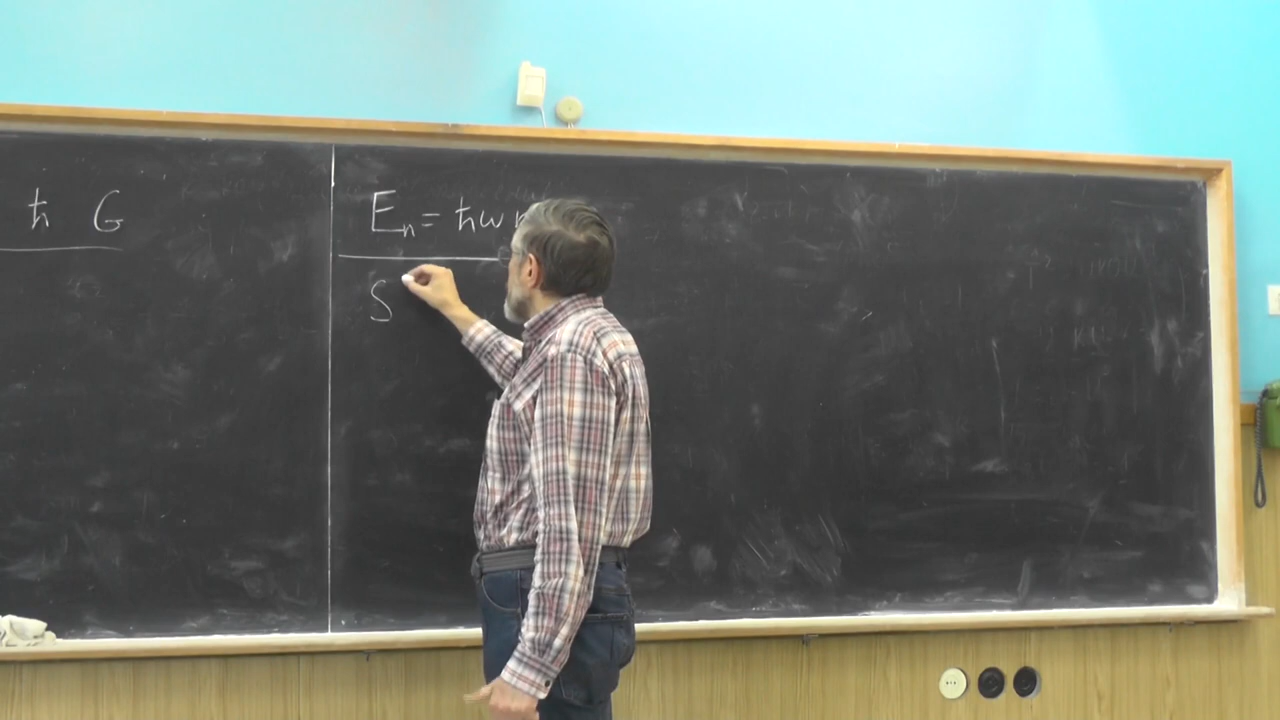 ħ G
Eₙ = ħω
S